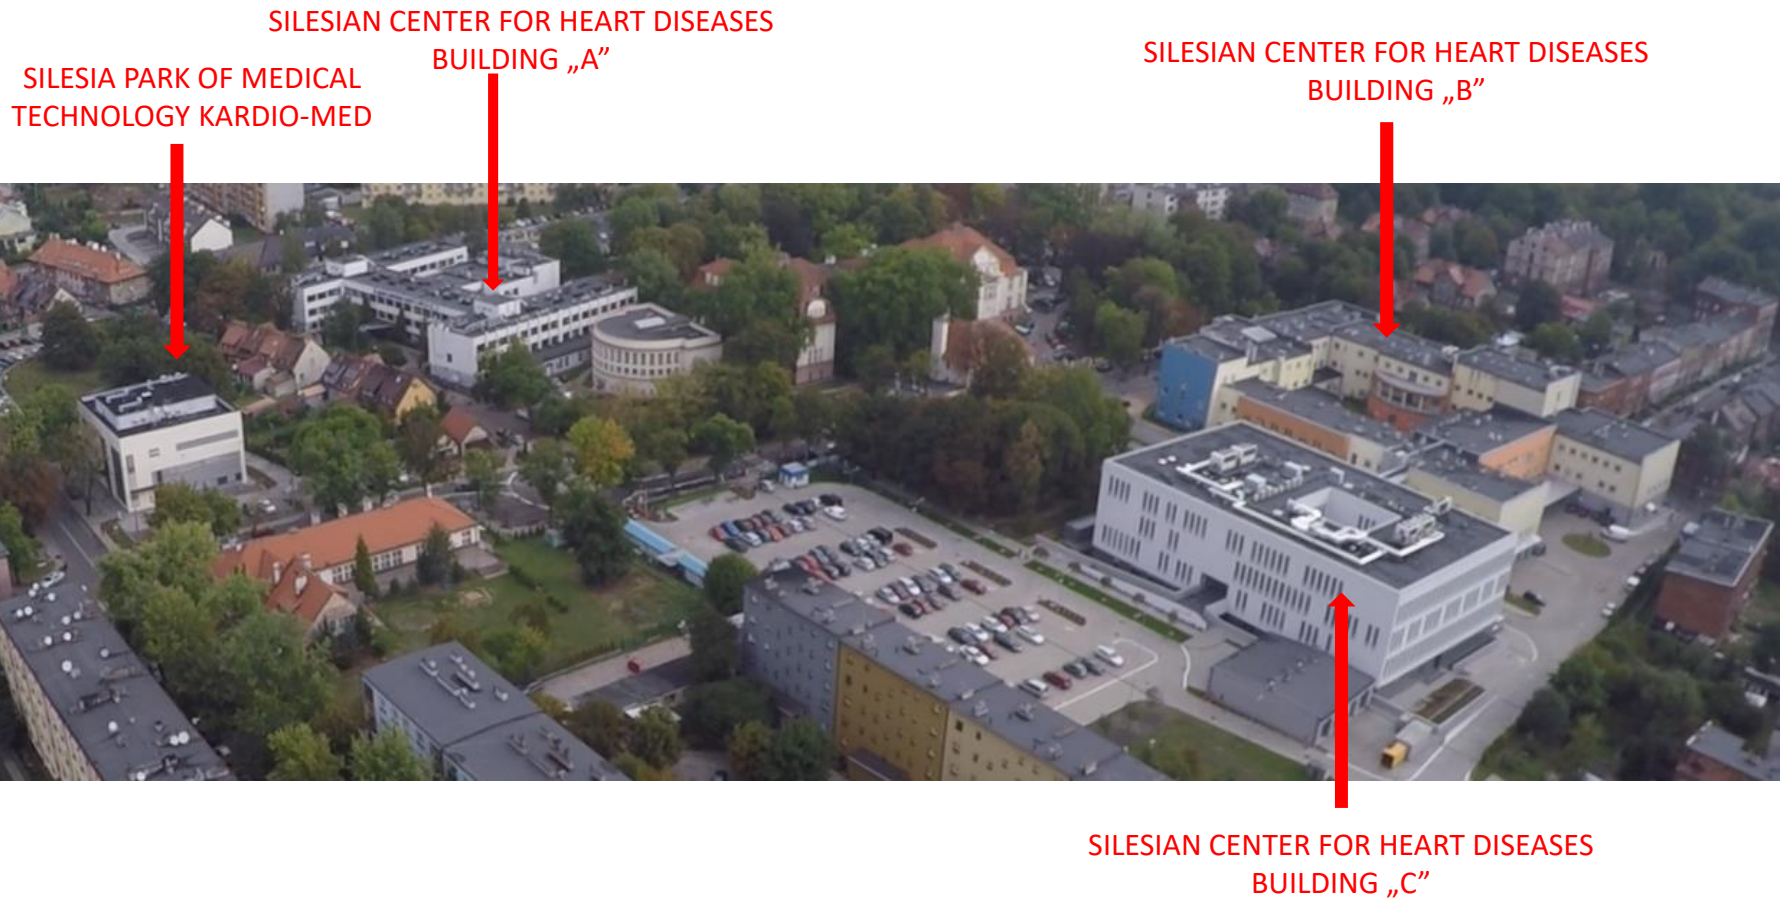 SILESIAN CENTER FOR HEART DISEASES
BUILDING „A”
SILESIA PARK OF MEDICAL
TECHNOLOGY KARDIO-MED
SILESIAN CENTER FOR HEART DISEASES
BUILDING „B”
SILESIAN CENTER FOR HEART DISEASES
BUILDING „C”